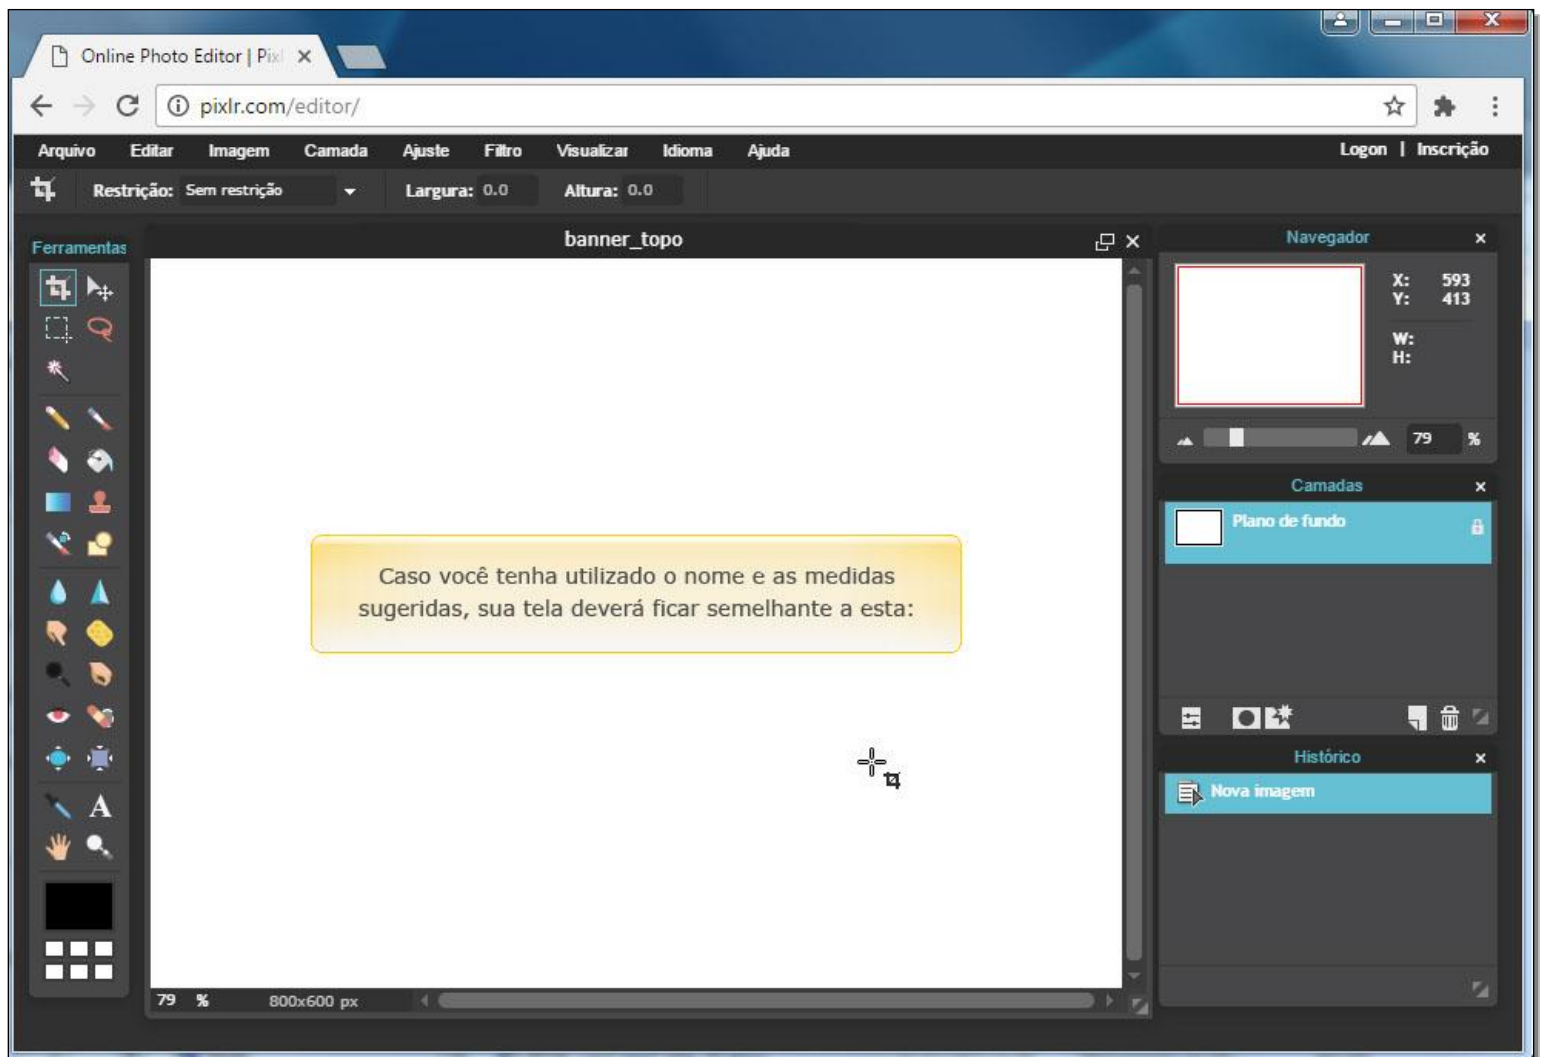 Online Photo Editor | Pixl
pixlr.com/editor/
Arquivo Editar Imagem Camada Ajuste Filtro Visualizar Idioma Ajuda Logon | Inscrição
Restrição: Sem restrição Largura: 0.0 Altura: 0.0
Ferramentas
banner_topo
Navegador
X: 593
Y: 413
W:
H:
79 %
Camadas
Plano de fundo
Caso você tenha utilizado o nome e as medidas
sugeridas, sua tela deverá ficar semelhante a esta:
Histórico
Nova imagem
A
79 % 800x600 px